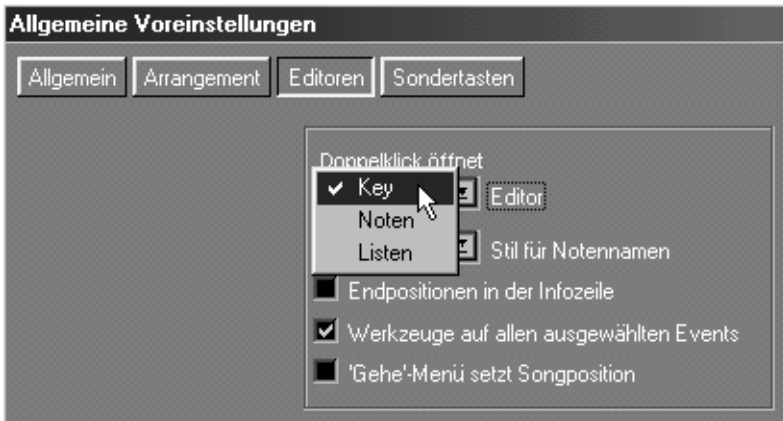 Allgemeine Voreinstellungen
Allgemein Arrangement Editoren Sondertasten
Doppelklick öffnet
Key
Editor
Noten
Listen
Stil für Notennamen
Endpositionen in der Infozeile
Werkzeuge auf allen ausgewählten Events
'Gehe'-Menü setzt Songposition